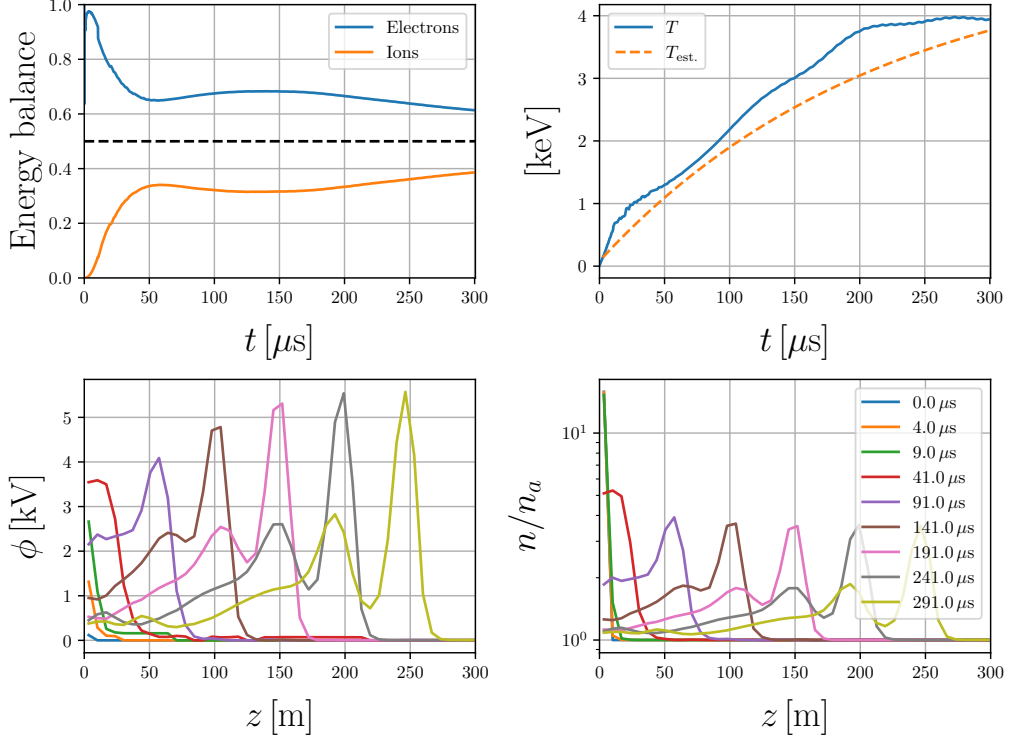 Energy balance
1.0
0.8
0.6
0.4
0.2
0.0
0 50 100 150 200 250 300
t [μs]
Electrons
Ions
[keV]
4
3
2
1
0
0 50 100 150 200 250 300
t [μs]
T
T_est.
ϕ [kV]
5
4
3
2
1
0
0 50 100 150 200 250 300
z [m]
n/n_a
10^1
10^0
0 50 100 150 200 250 300
z [m]
0.0 μs
4.0 μs
9.0 μs
41.0 μs
91.0 μs
141.0 μs
191.0 μs
241.0 μs
291.0 μs